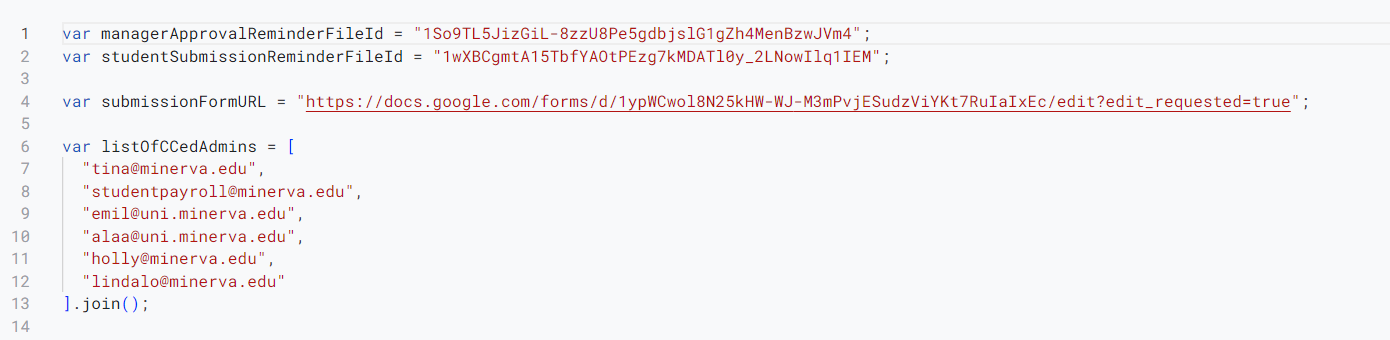 1 var managerApprovalReminderFileId = "1So9TL5JizGiL-8zzU8Pe5gdbjslG1gZh4MenBzwJVm4";
2 var studentSubmissionReminderFileId = "1wXBCgmtA15TbfYAOtPEzg7kMDATl0y_2LNowIlq1IEM";
3
4 var submissionFormURL = "https://docs.google.com/forms/d/1ypWCwol8N25kHW-WJ-M3mPvjESudzViYKt7RuIaIxEc/edit?edit_requested=true";
5
6 var listOfCCedAdmins = [
7 "tina@minerva.edu",
8 "studentpayroll@minerva.edu",
9 "emil@uni.minerva.edu",
10 "alaa@uni.minerva.edu",
11 "holly@minerva.edu",
12 "lindalo@minerva.edu"
13 ].join();
14